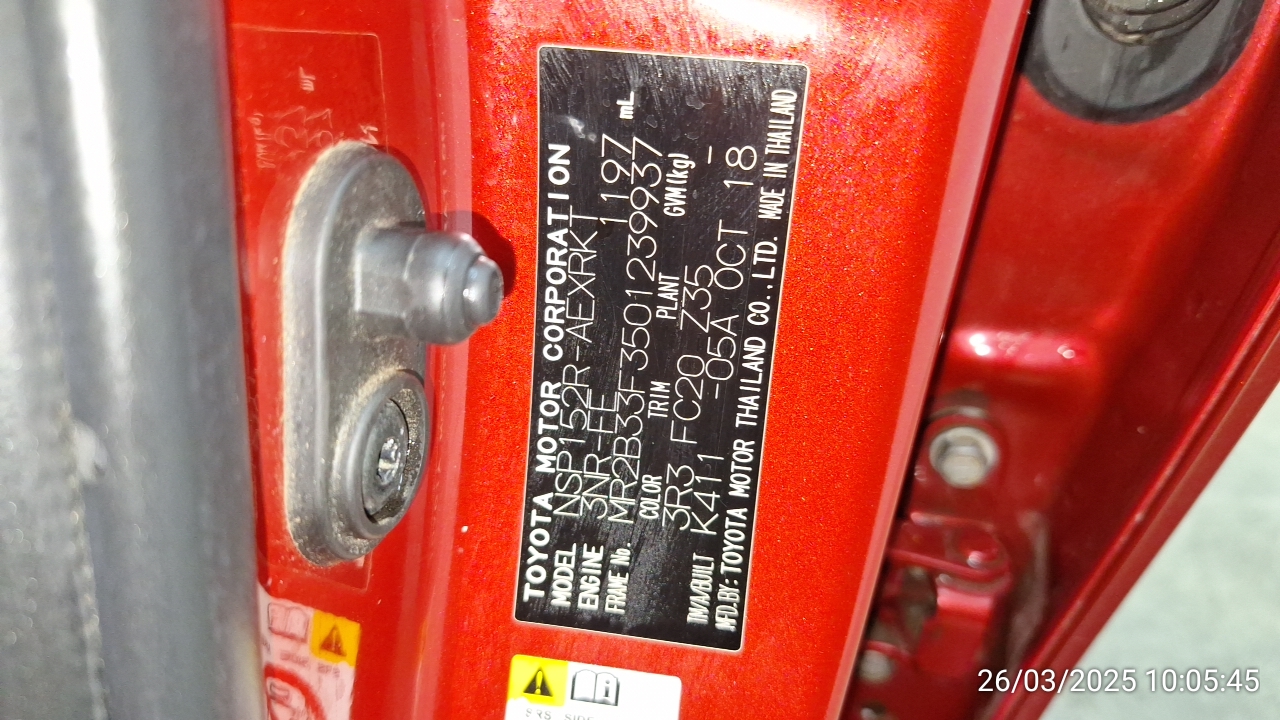 TOYOTA MOTOR CORPORATION
MODEL NSP152R-AEXRKT
ENGINE 3NR-FE 1197 mL
FRAME No. MR2B33F3501239937
COLOR TRIM PLANT GVM(kg)
3R3 FC20 Z35 -
TM/A/BUILT K411 -05A OCT 18
MFD.BY: TOYOTA MOTOR THAILAND CO.,LTD. MADE IN THAILAND
SRS SIDE
26/03/2025 10:05:45